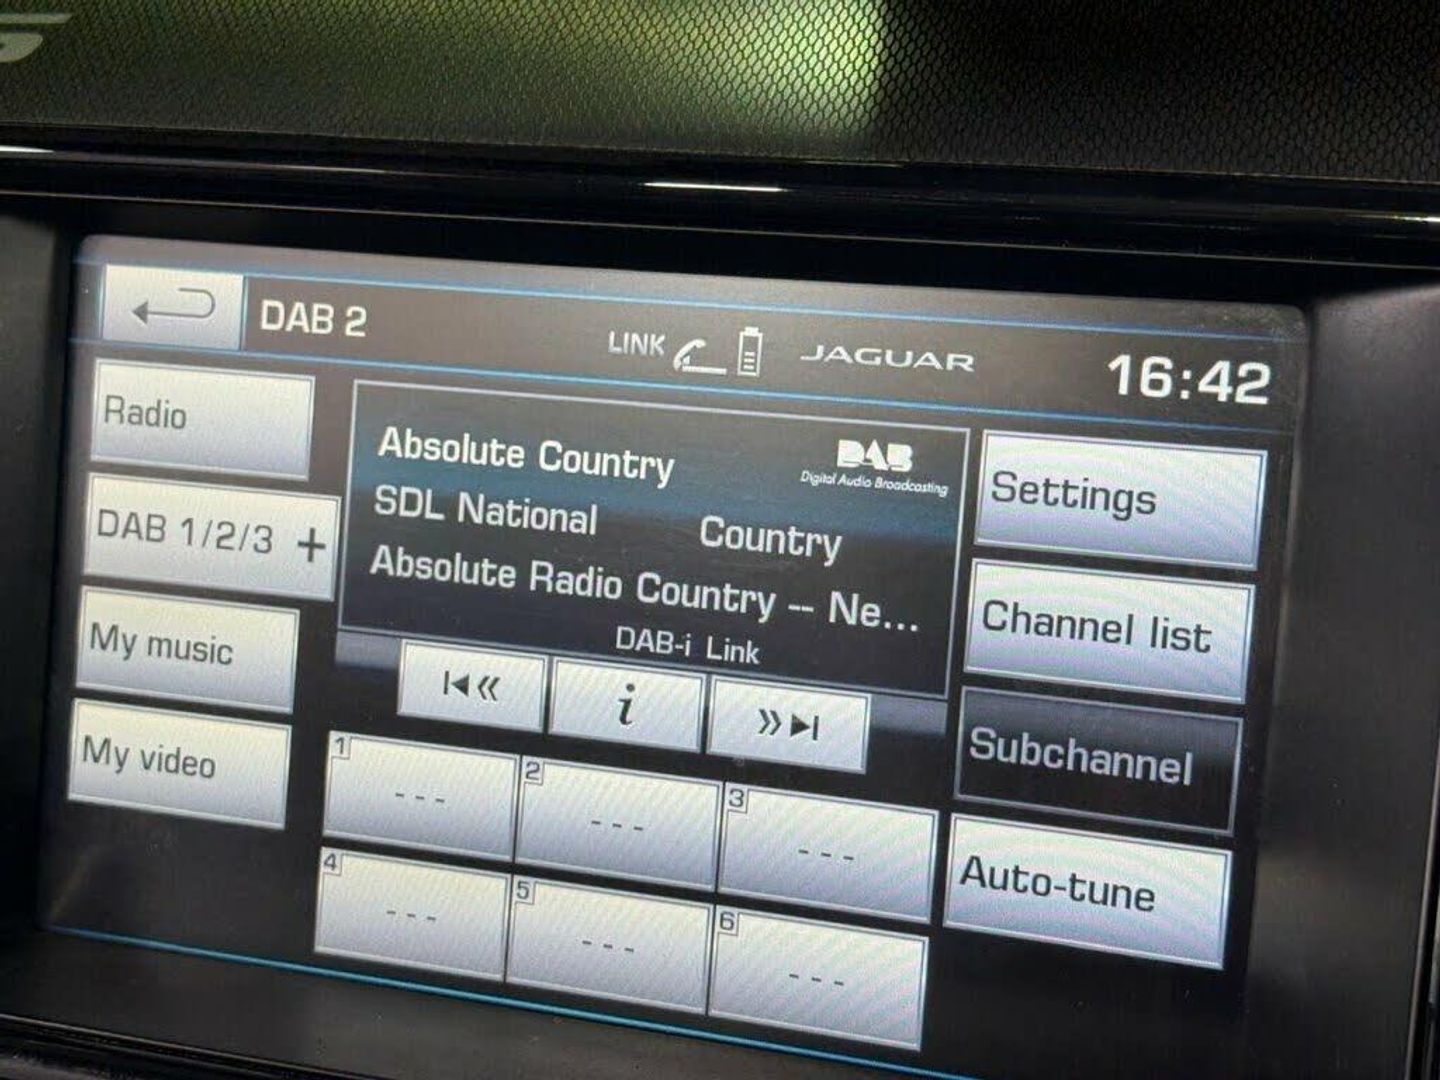 DAB 2
LINK
JAGUAR
16:42
Radio
DAB 1/2/3 +
My music
My video
Absolute Country
DAB
Digital Audio Broadcasting
SDL National
Country
Absolute Radio Country -- Ne...
DAB-i Link
i
1
---
2
---
3
---
4
---
5
---
6
---
Settings
Channel list
Subchannel
Auto-tune